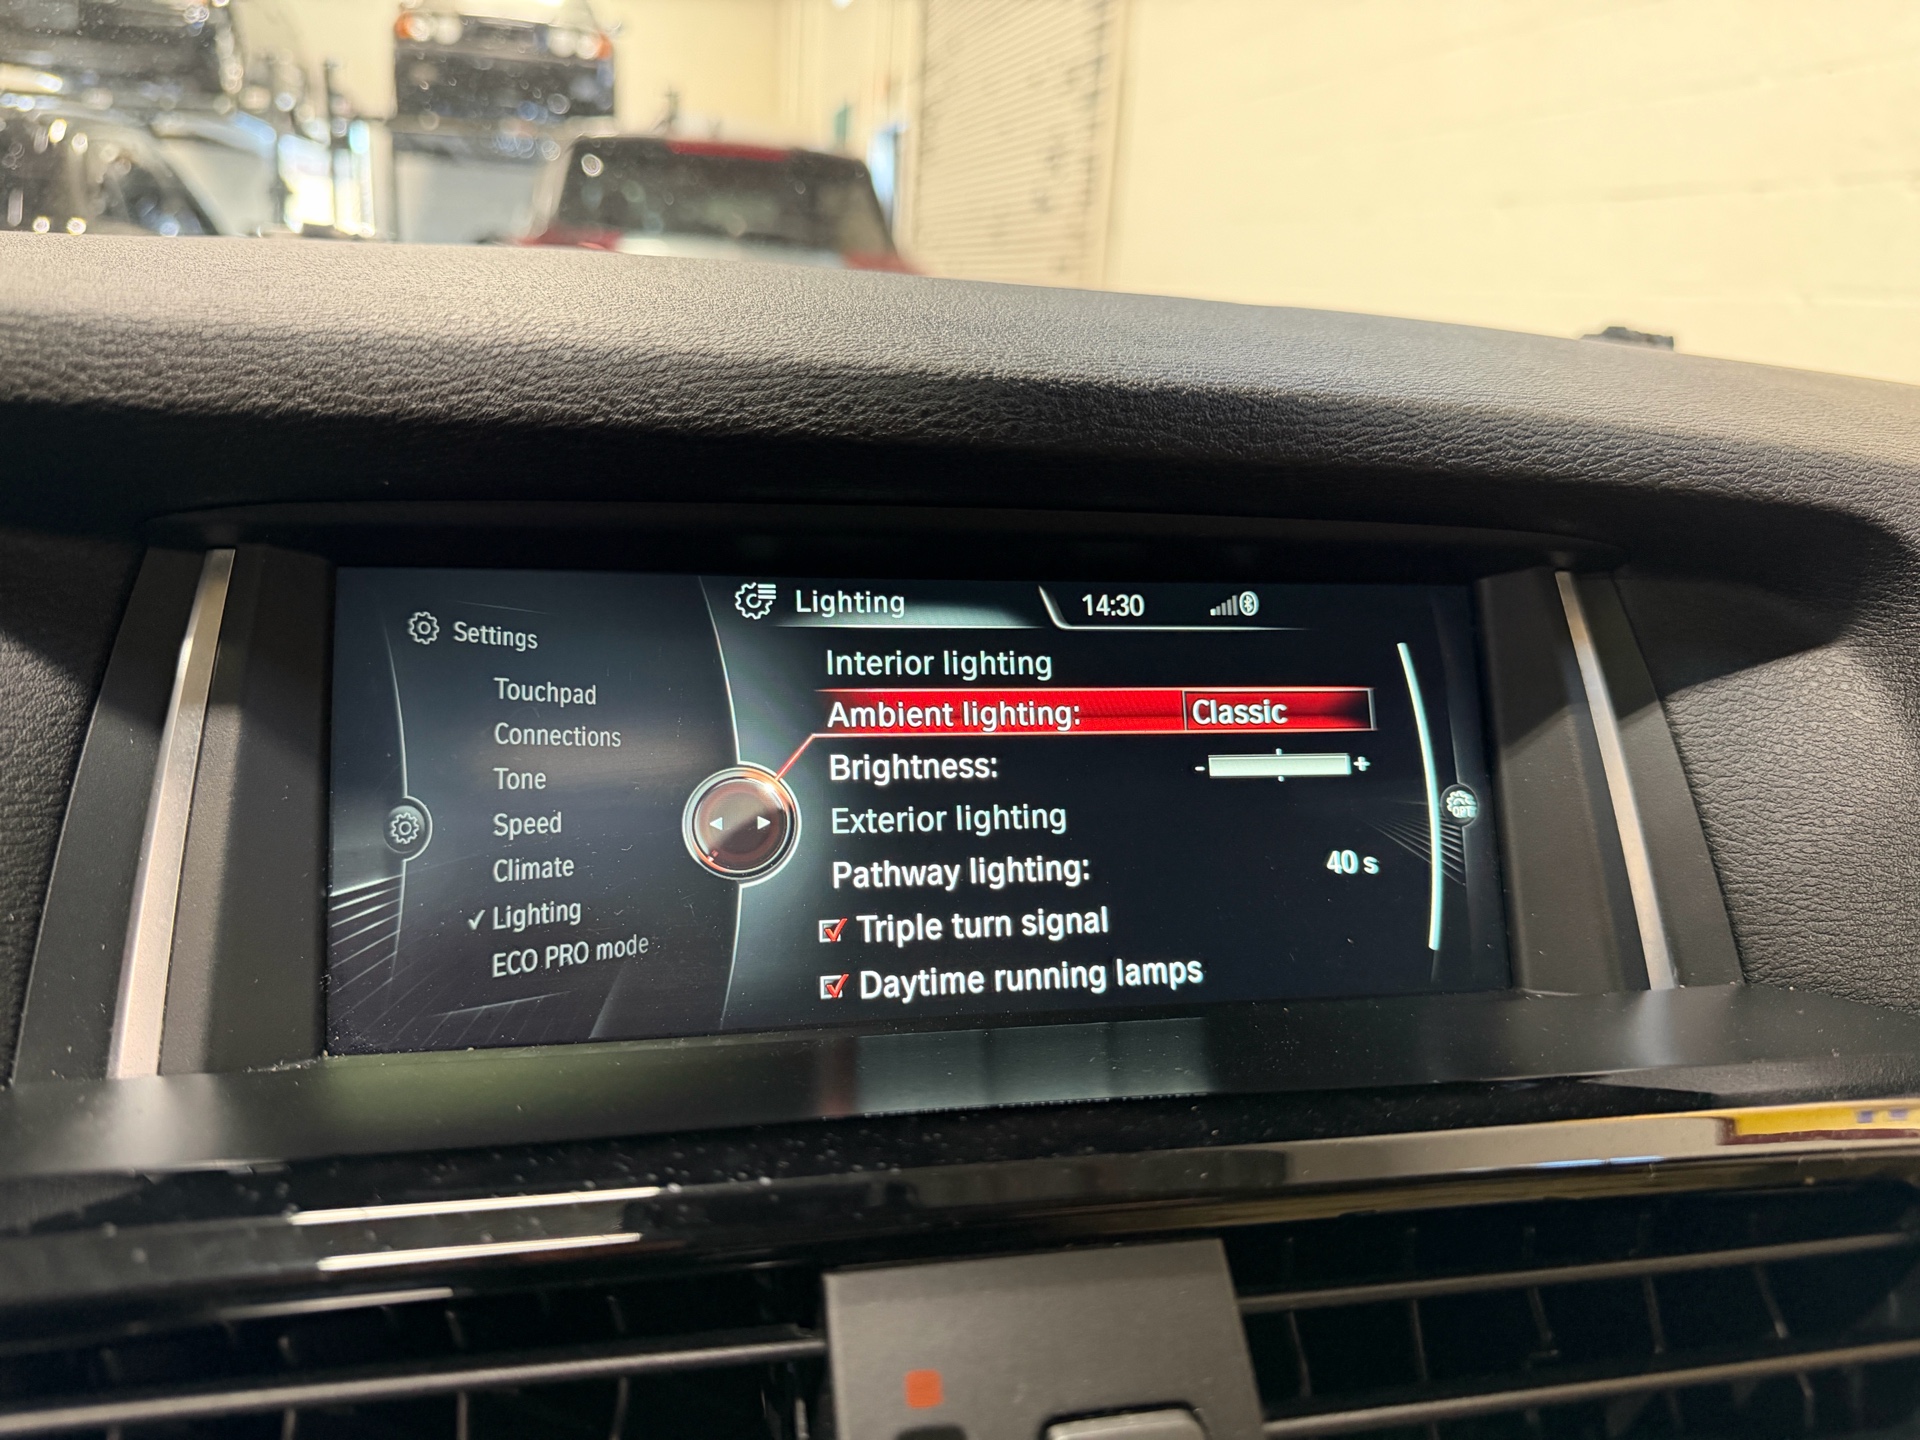 Settings
Touchpad
Connections
Tone
Speed
Climate
Lighting
ECO PRO mode
Lighting
14:30
Interior lighting
Ambient lighting: Classic
Brightness: - +
Exterior lighting
Pathway lighting: 40 s
Triple turn signal
Daytime running lamps
OPT